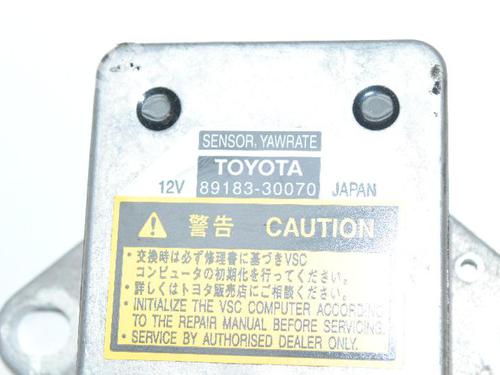 SENSOR, YAWRATE
TOYOTA
12V 89183-30070 JAPAN
警告 CAUTION
• 交換時は必ず修理書に基づきVSC
コンピュータの初期化を行ってください。
• 詳しくはトヨタ販売店にご相談ください。
• INITIALIZE THE VSC COMPUTER ACCORDING
TO THE REPAIR MANUAL BEFORE SERVICING.
• SERVICE BY AUTHORISED DEALER ONLY.